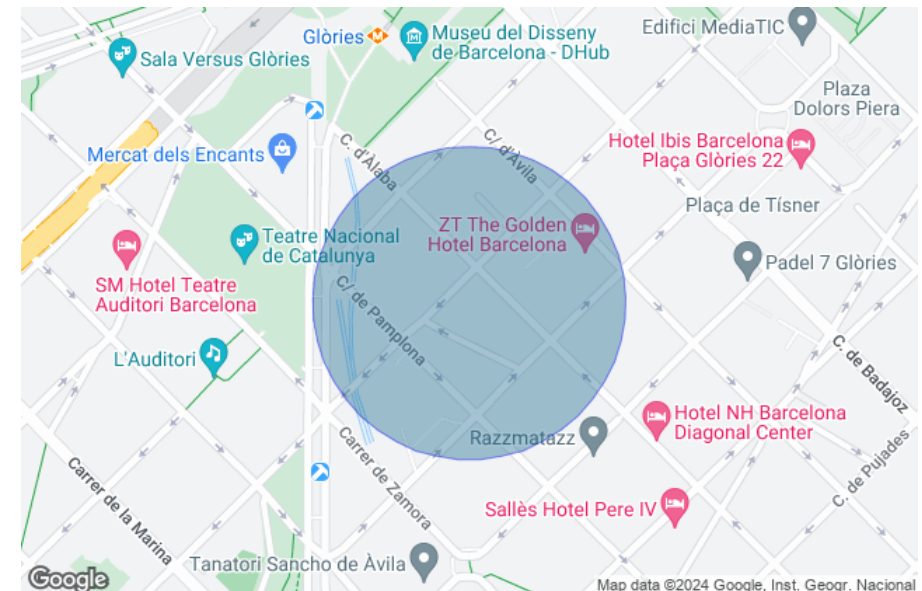 Glòries
Museu del Disseny
de Barcelona - DHub
Edifici MediaTIC
Sala Versus Glòries
Plaza
Dolors Piera
C. d'Àlaba
C/ d'Àvila
Hotel Ibis Barcelona
Plaça Glòries 22
Mercat dels Encants
Plaça de Tísner
ZT The Golden
Hotel Barcelona
Teatre Nacional
de Catalunya
Padel 7 Glòries
SM Hotel Teatre
Auditori Barcelona
C/ de Pamplona
L'Auditori
C. de Badajoz
Hotel NH Barcelona
Diagonal Center
Razzmatazz
Carrer de Zamora
C. de Pujades
Carrer de la Marina
Sallès Hotel Pere IV
Tanatori Sancho de Àvila
Google
Map data ©2024 Google, Inst. Geogr. Nacional